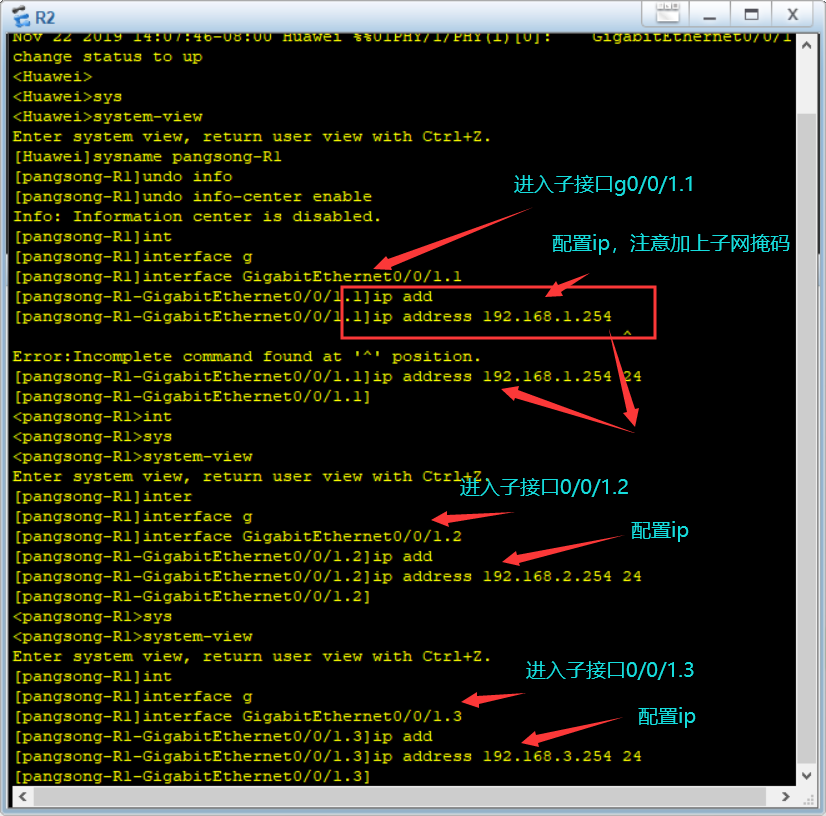 R2
Nov 22 2019 14:07:46-08:00 Huawei %%01PHY/1/PHY(l)[0]:    GigabitEthernet0/0/1
change status to up
<Huawei>
<Huawei>sys
<Huawei>system-view
Enter system view, return user view with Ctrl+Z.
[Huawei]sysname pangsong-R1
[pangsong-R1]undo info
[pangsong-R1]undo info-center enable
Info: Information center is disabled.
[pangsong-R1]int
[pangsong-R1]interface g
[pangsong-R1]interface GigabitEthernet0/0/1.1
[pangsong-R1-GigabitEthernet0/0/1.1]ip add
[pangsong-R1-GigabitEthernet0/0/1.1]ip address 192.168.1.254
^
Error:Incomplete command found at '^' position.
[pangsong-R1-GigabitEthernet0/0/1.1]ip address 192.168.1.254 24
[pangsong-R1-GigabitEthernet0/0/1.1]
<pangsong-R1>int
<pangsong-R1>sys
<pangsong-R1>system-view
Enter system view, return user view with Ctrl+Z.
[pangsong-R1]inter
[pangsong-R1]interface g
[pangsong-R1]interface GigabitEthernet0/0/1.2
[pangsong-R1-GigabitEthernet0/0/1.2]ip add
[pangsong-R1-GigabitEthernet0/0/1.2]ip address 192.168.2.254 24
[pangsong-R1-GigabitEthernet0/0/1.2]
<pangsong-R1>sys
<pangsong-R1>system-view
Enter system view, return user view with Ctrl+Z.
[pangsong-R1]int
[pangsong-R1]interface g
[pangsong-R1]interface GigabitEthernet0/0/1.3
[pangsong-R1-GigabitEthernet0/0/1.3]ip add
[pangsong-R1-GigabitEthernet0/0/1.3]ip address 192.168.3.254 24
[pangsong-R1-GigabitEthernet0/0/1.3]
进入子接口g0/0/1.1
配置ip，注意加上子网掩码
进入子接口0/0/1.2
配置ip
进入子接口0/0/1.3
配置ip